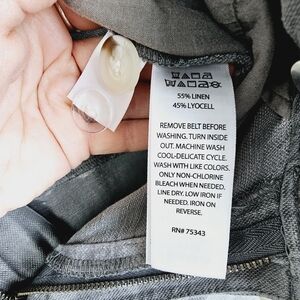 55% LINEN
45% LYOCELL
REMOVE BELT BEFORE
WASHING. TURN INSIDE
OUT. MACHINE WASH
COOL-DELICATE CYCLE.
WASH WITH LIKE COLORS.
ONLY NON-CHLORINE
BLEACH WHEN NEEDED.
LINE DRY. LOW IRON IF
NEEDED. IRON ON
REVERSE.
RN# 75343